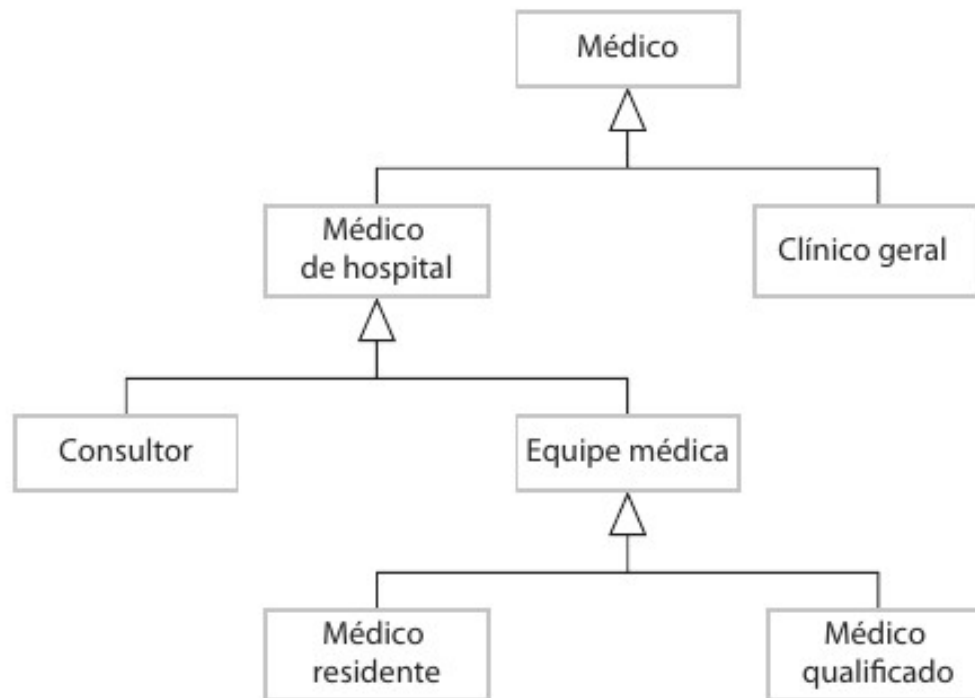 Médico
Médico
de hospital
Clínico geral
Consultor
Equipe médica
Médico
residente
Médico
qualificado